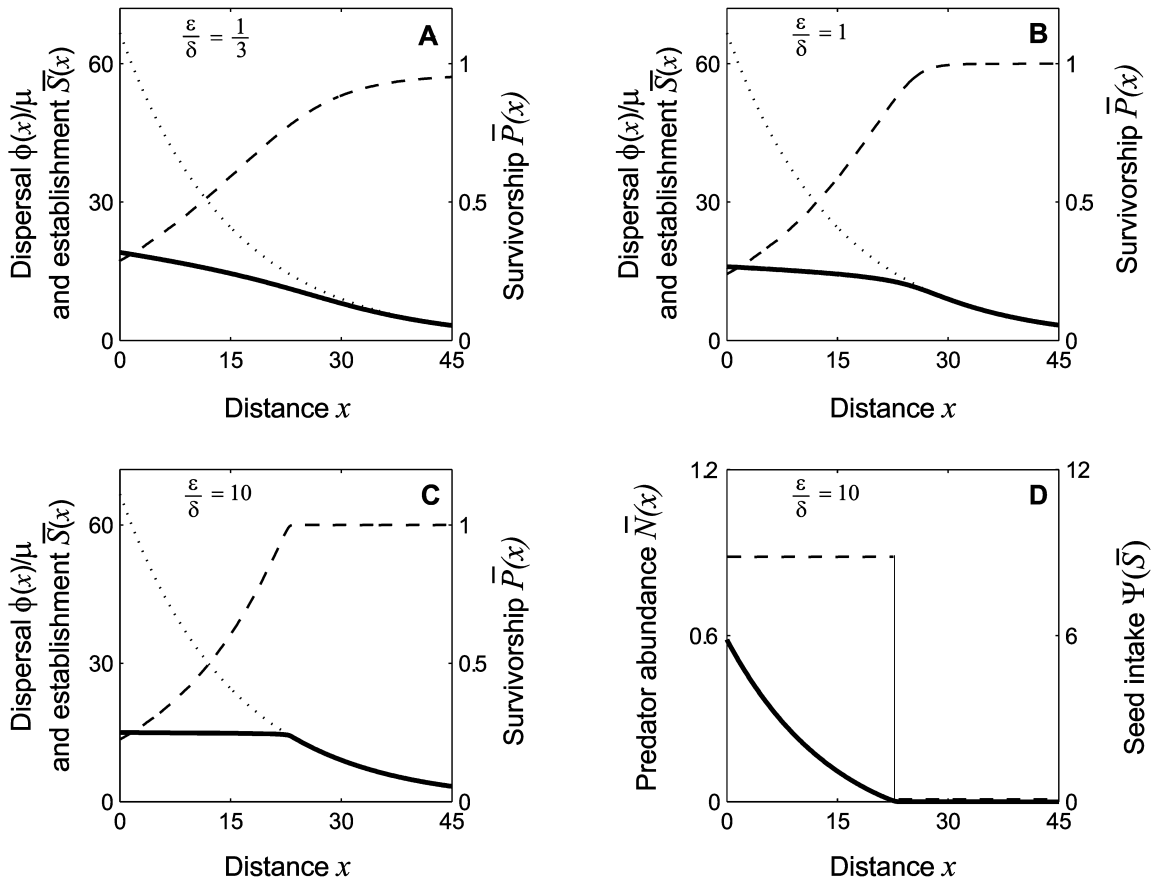 ε/δ = 1/3
A
60
30
0
1
0.5
0
0 15 30 45
Distance x
Dispersal ϕ(x)/μ
and establishment S̅(x)
Survivorship P̅(x)
ε/δ = 1
B
60
30
0
1
0.5
0
0 15 30 45
Distance x
Dispersal ϕ(x)/μ
and establishment S̅(x)
Survivorship P̅(x)
ε/δ = 10
C
60
30
0
1
0.5
0
0 15 30 45
Distance x
Dispersal ϕ(x)/μ
and establishment S̅(x)
Survivorship P̅(x)
ε/δ = 10
D
1.2
0.6
0
12
6
0
0 15 30 45
Distance x
Predator abundance N̅(x)
Seed intake Ψ(S̅)